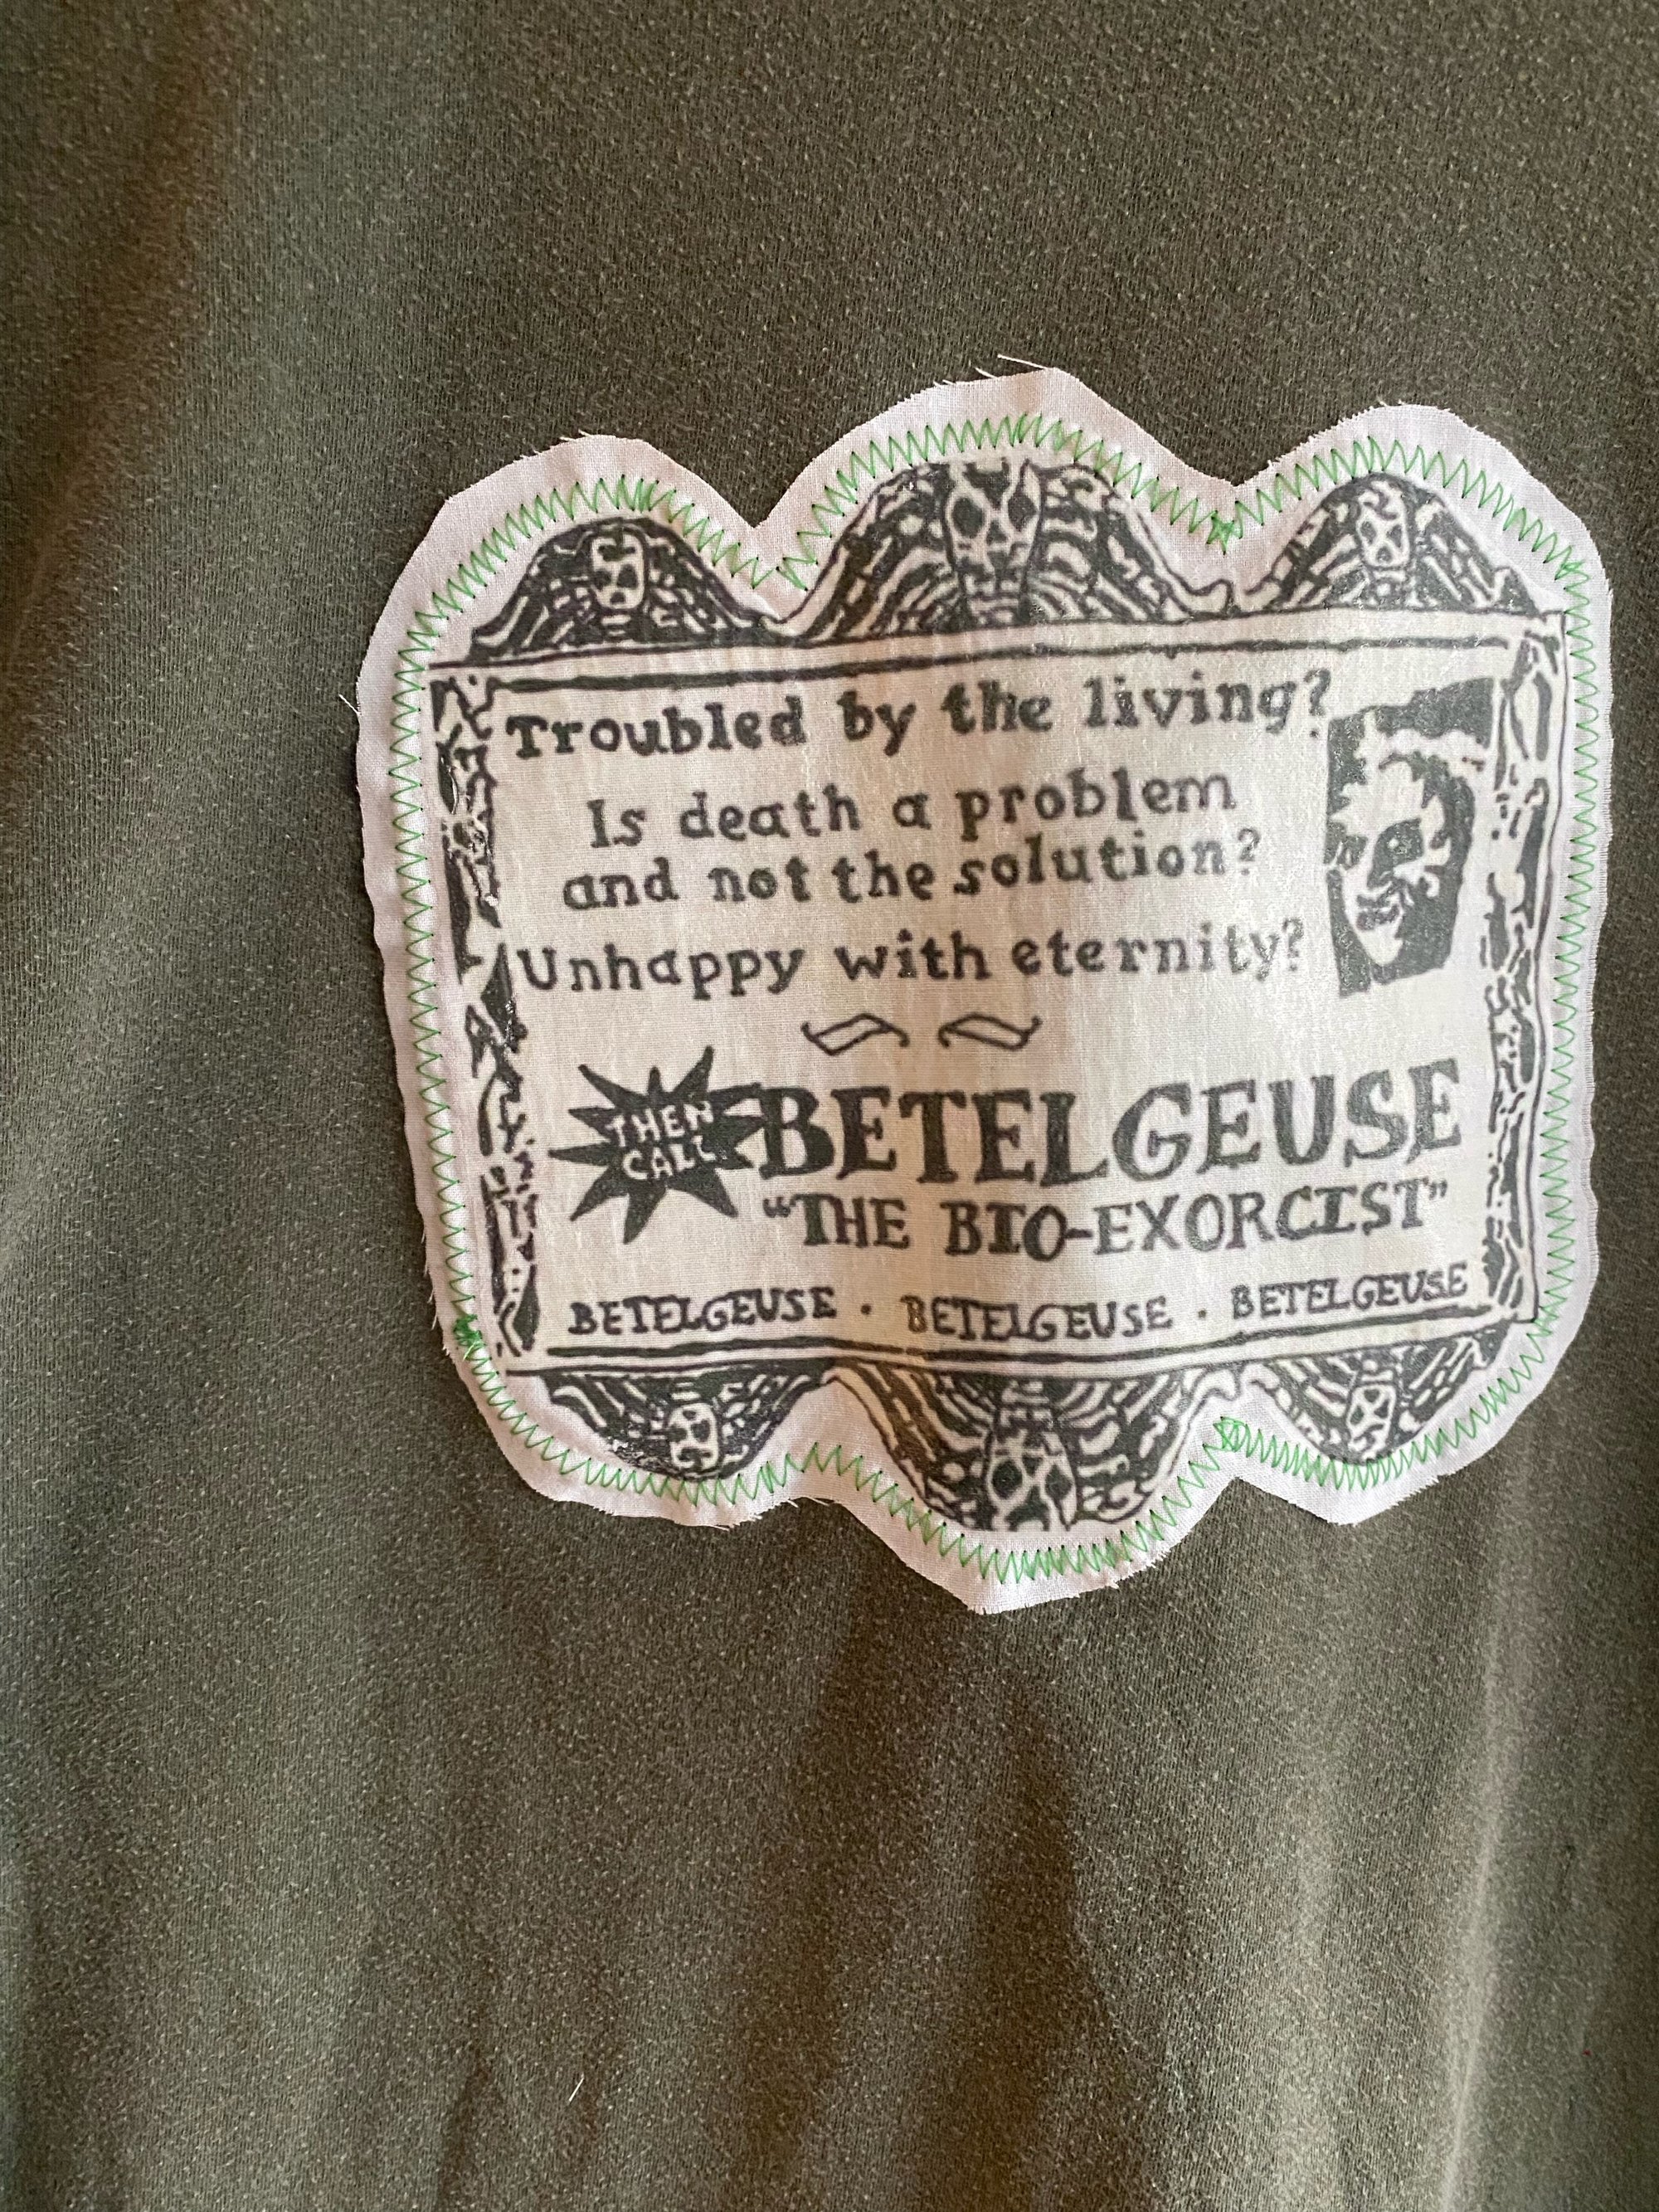 Troubled by the living?
Is death a problem
and not the solution?
Unhappy with eternity?
THEN
CALL
BETELGEUSE
"THE BIO-EXORCIST"
BETELGEUSE · BETELGEUSE · BETELGEUSE